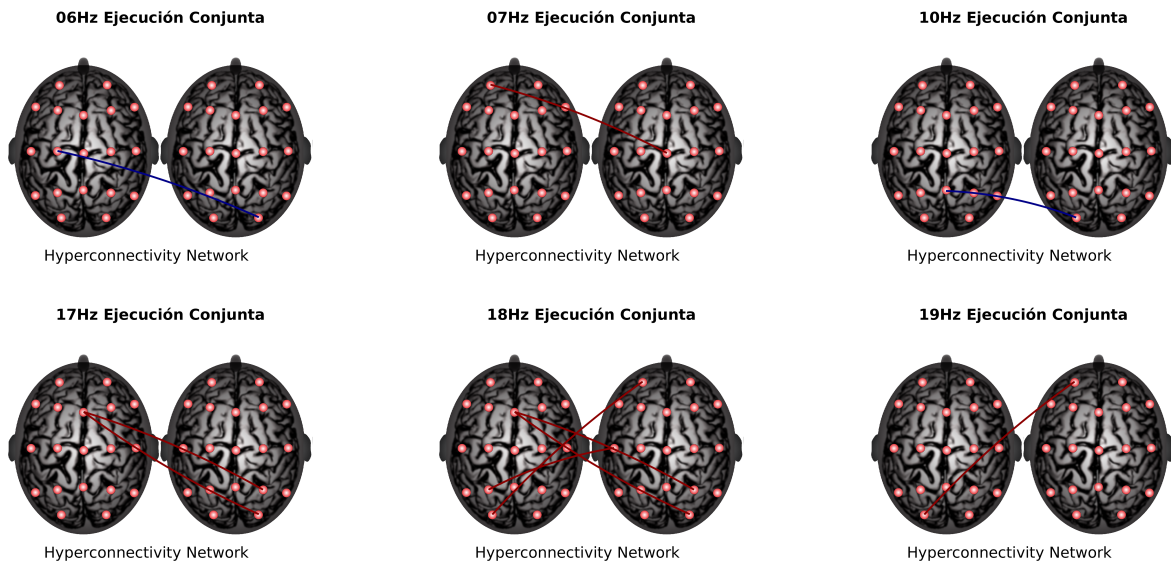 06Hz Ejecución Conjunta
07Hz Ejecución Conjunta
10Hz Ejecución Conjunta
Hyperconnectivity Network
Hyperconnectivity Network
Hyperconnectivity Network
17Hz Ejecución Conjunta
18Hz Ejecución Conjunta
19Hz Ejecución Conjunta
Hyperconnectivity Network
Hyperconnectivity Network
Hyperconnectivity Network